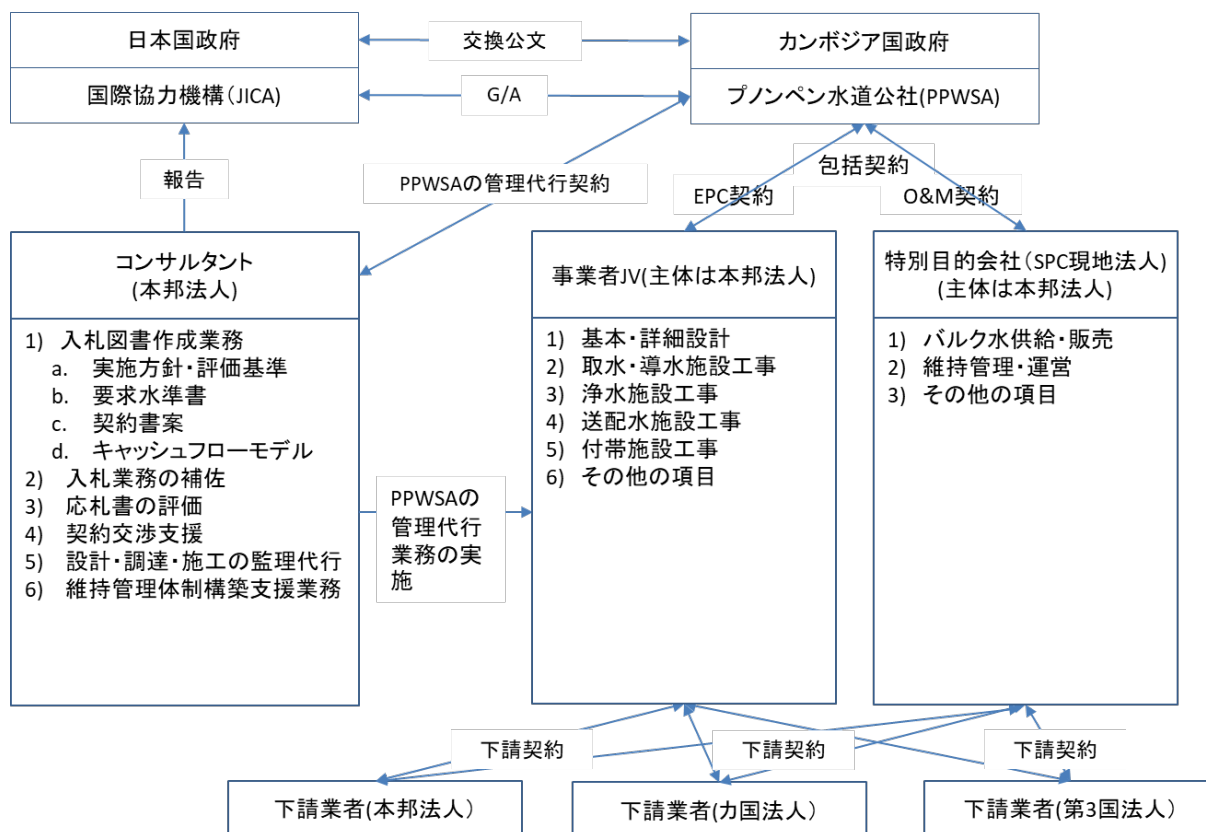 日本国政府
国際協力機構（JICA)
交換公文
G/A
カンボジア国政府
プノンペン水道公社(PPWSA)
報告
PPWSAの管理代行契約
包括契約
EPC契約
O&M契約
コンサルタント
(本邦法人)
1) 入札図書作成業務
a. 実施方針・評価基準
b. 要求水準書
c. 契約書案
d. キャッシュフローモデル
2) 入札業務の補佐
3) 応札書の評価
4) 契約交渉支援
5) 設計・調達・施工の監理代行
6) 維持管理体制構築支援業務
PPWSAの
管理代行
業務の実
施
事業者JV(主体は本邦法人)
1) 基本・詳細設計
2) 取水・導水施設工事
3) 浄水施設工事
4) 送配水施設工事
5) 付帯施設工事
6) その他の項目
特別目的会社（SPC現地法人)
(主体は本邦法人)
1) バルク水供給・販売
2) 維持管理・運営
3) その他の項目
下請契約
下請契約
下請契約
下請業者(本邦法人）
下請業者(カ国法人）
下請業者(第3国法人）